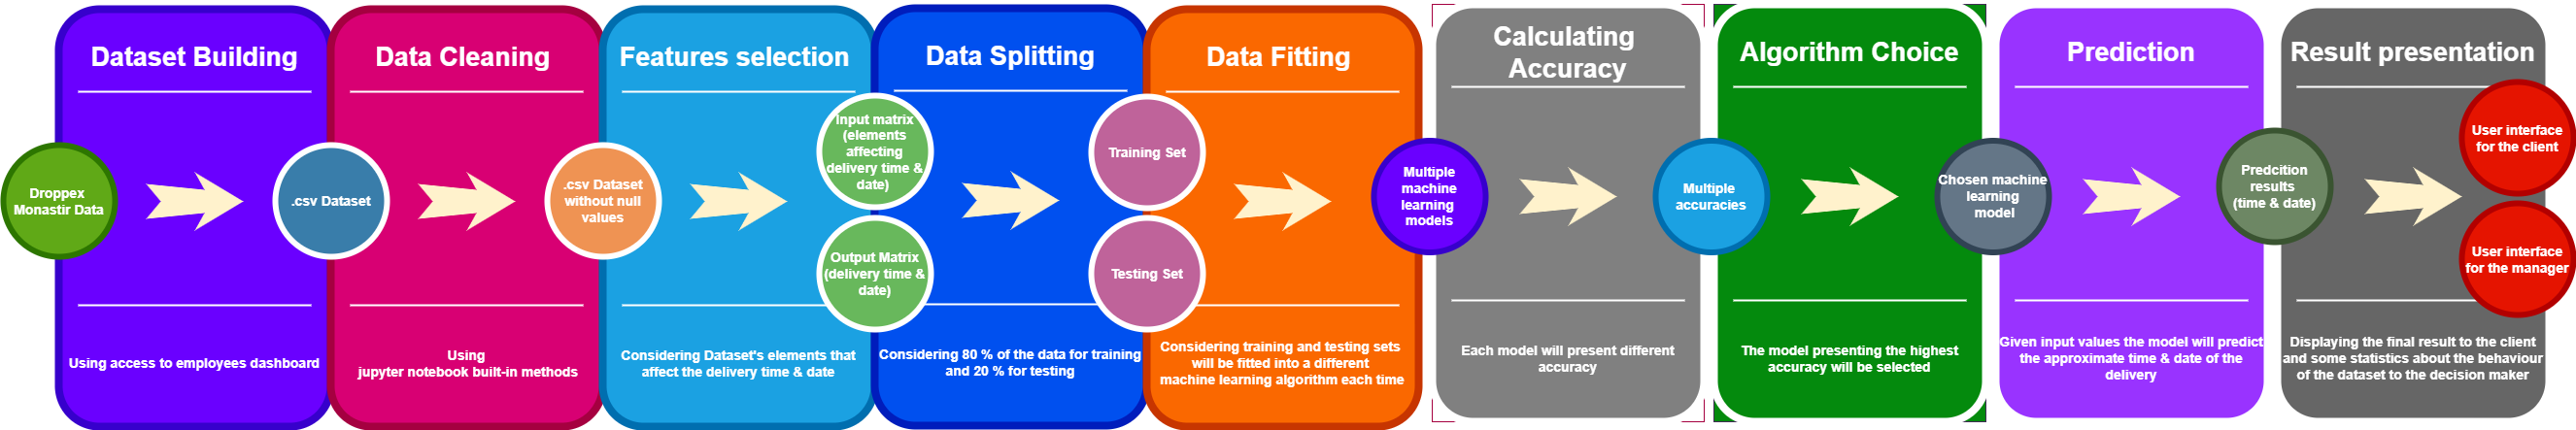 Dataset Building
Droppex
Monastir Data
Using access to employees dashboard
Data Cleaning
.csv Dataset
Using
jupyter notebook built-in methods
Features selection
.csv Dataset
without null
values
Considering Dataset's elements that
affect the delivery time & date
Data Splitting
Input matrix
(elements
affecting
delivery time &
date)
Output Matrix
(delivery time &
date)
Considering 80 % of the data for training
and 20 % for testing
Data Fitting
Training Set
Testing Set
Considering training and testing sets
will be fitted into a different
machine learning algorithm each time
Calculating
Accuracy
Multiple
machine
learning
models
Each model will present different
accuracy
Algorithm Choice
Multiple
accuracies
The model presenting the highest
accuracy will be selected
Prediction
Chosen machine
learning
model
Given input values the model will predict
the approximate time & date of the
delivery
Result presentation
Predcition
results
(time & date)
User interface
for the client
User interface
for the manager
Displaying the final result to the client
and some statistics about the behaviour
of the dataset to the decision maker